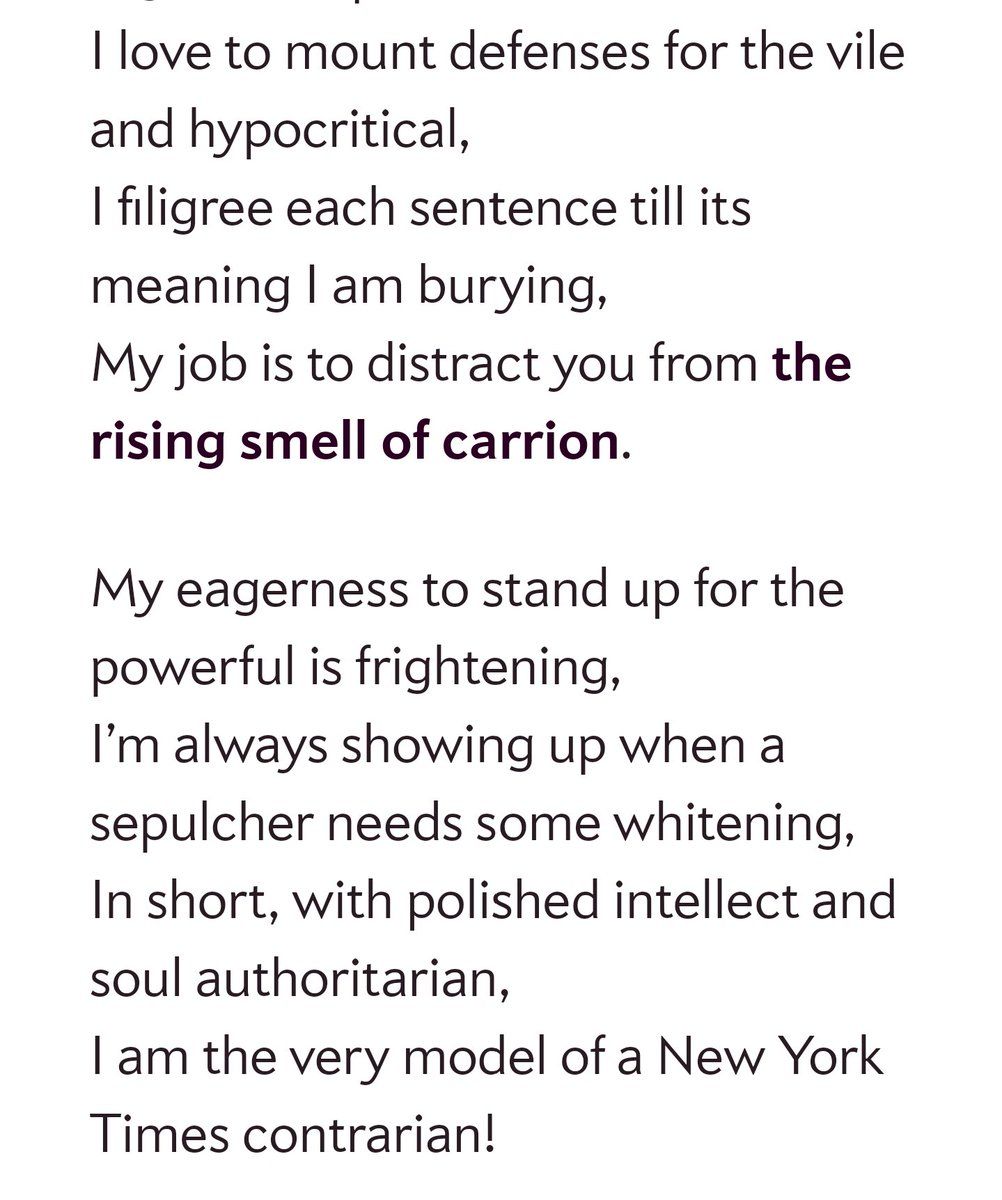 I love to mount defenses for the vile
and hypocritical,
I filigree each sentence till its
meaning I am burying,
My job is to distract you from the
rising smell of carrion.
My eagerness to stand up for the
powerful is frightening,
I’m always showing up when a
sepulcher needs some whitening,
In short, with polished intellect and
soul authoritarian,
I am the very model of a New York
Times contrarian!